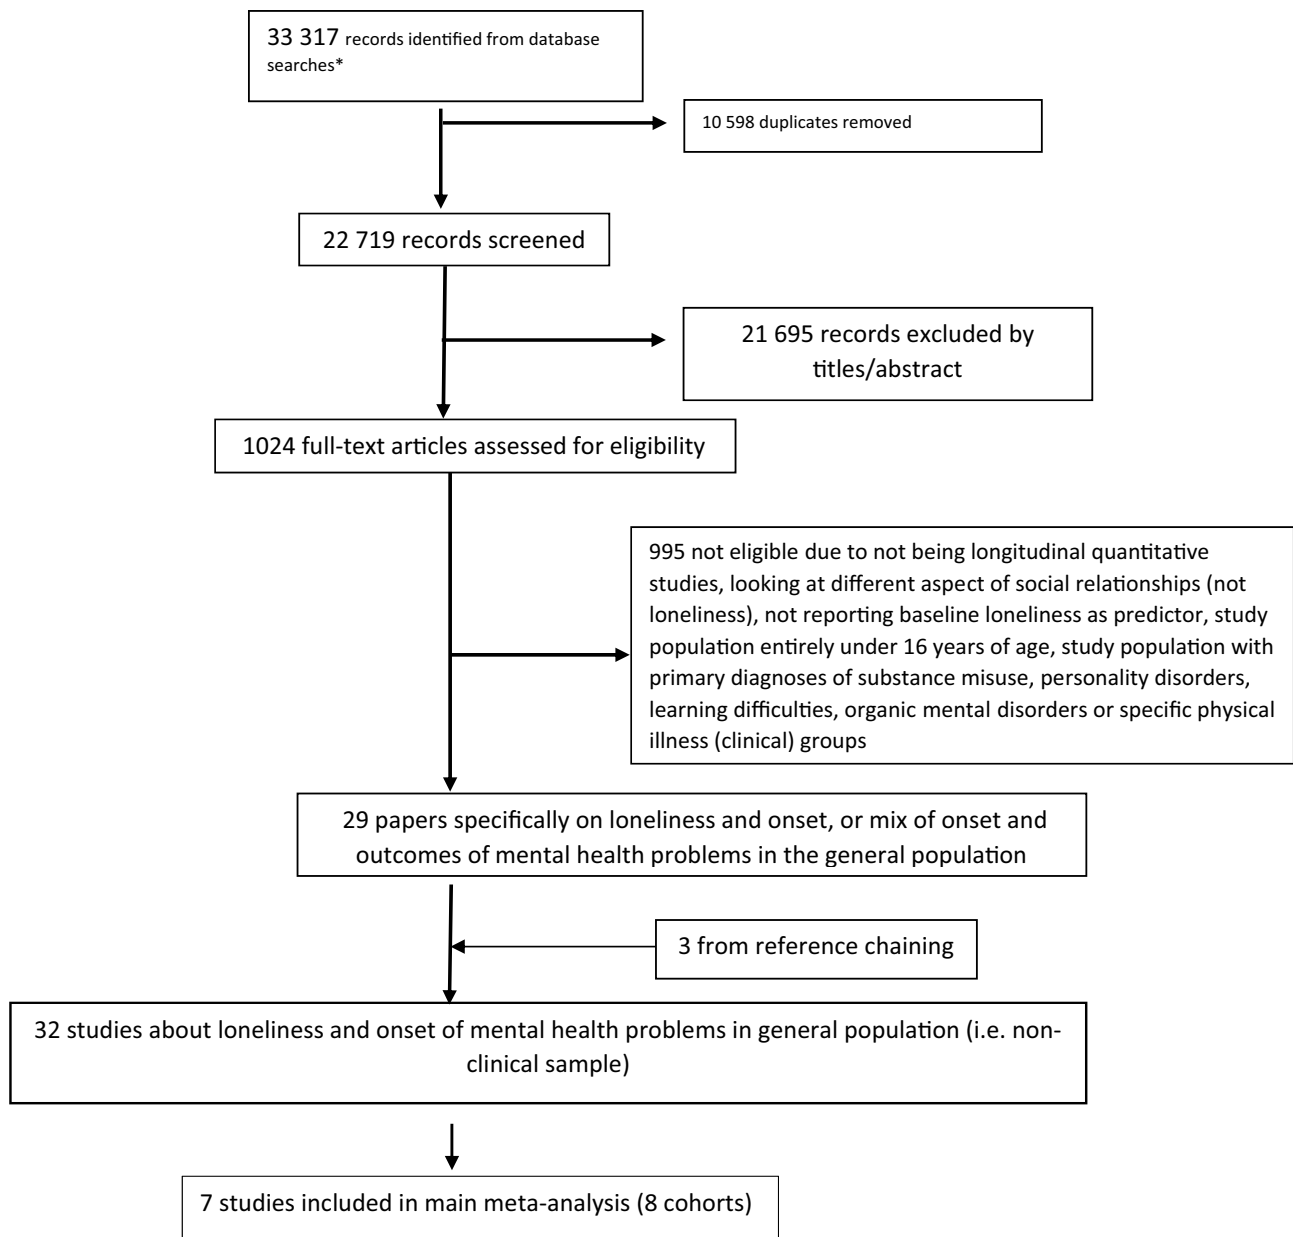 33 317 records identified from database
searches*
10 598 duplicates removed
22 719 records screened
21 695 records excluded by
titles/abstract
1024 full-text articles assessed for eligibility
995 not eligible due to not being longitudinal quantitative
studies, looking at different aspect of social relationships (not
loneliness), not reporting baseline loneliness as predictor, study
population entirely under 16 years of age, study population with
primary diagnoses of substance misuse, personality disorders,
learning difficulties, organic mental disorders or specific physical
illness (clinical) groups
29 papers specifically on loneliness and onset, or mix of onset and
outcomes of mental health problems in the general population
3 from reference chaining
32 studies about loneliness and onset of mental health problems in general population (i.e. non-
clinical sample)
7 studies included in main meta-analysis (8 cohorts)